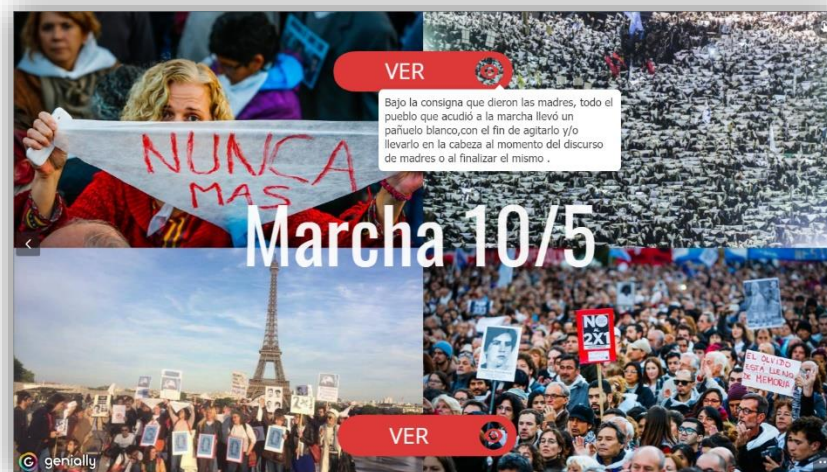 VER
Bajo la consigna que dieron las madres, todo el
pueblo que acudió a la marcha llevó un
pañuelo blanco,con el fin de agitarlo y/o
llevarlo en la cabeza al momento del discurso
de madres o al finalizar el mismo .
NUNCA
MAS
Marcha 10/5
NO
AL
2X1
EL OLVIDO
ESTA LLENO
DE MEMORIA
VER
genially